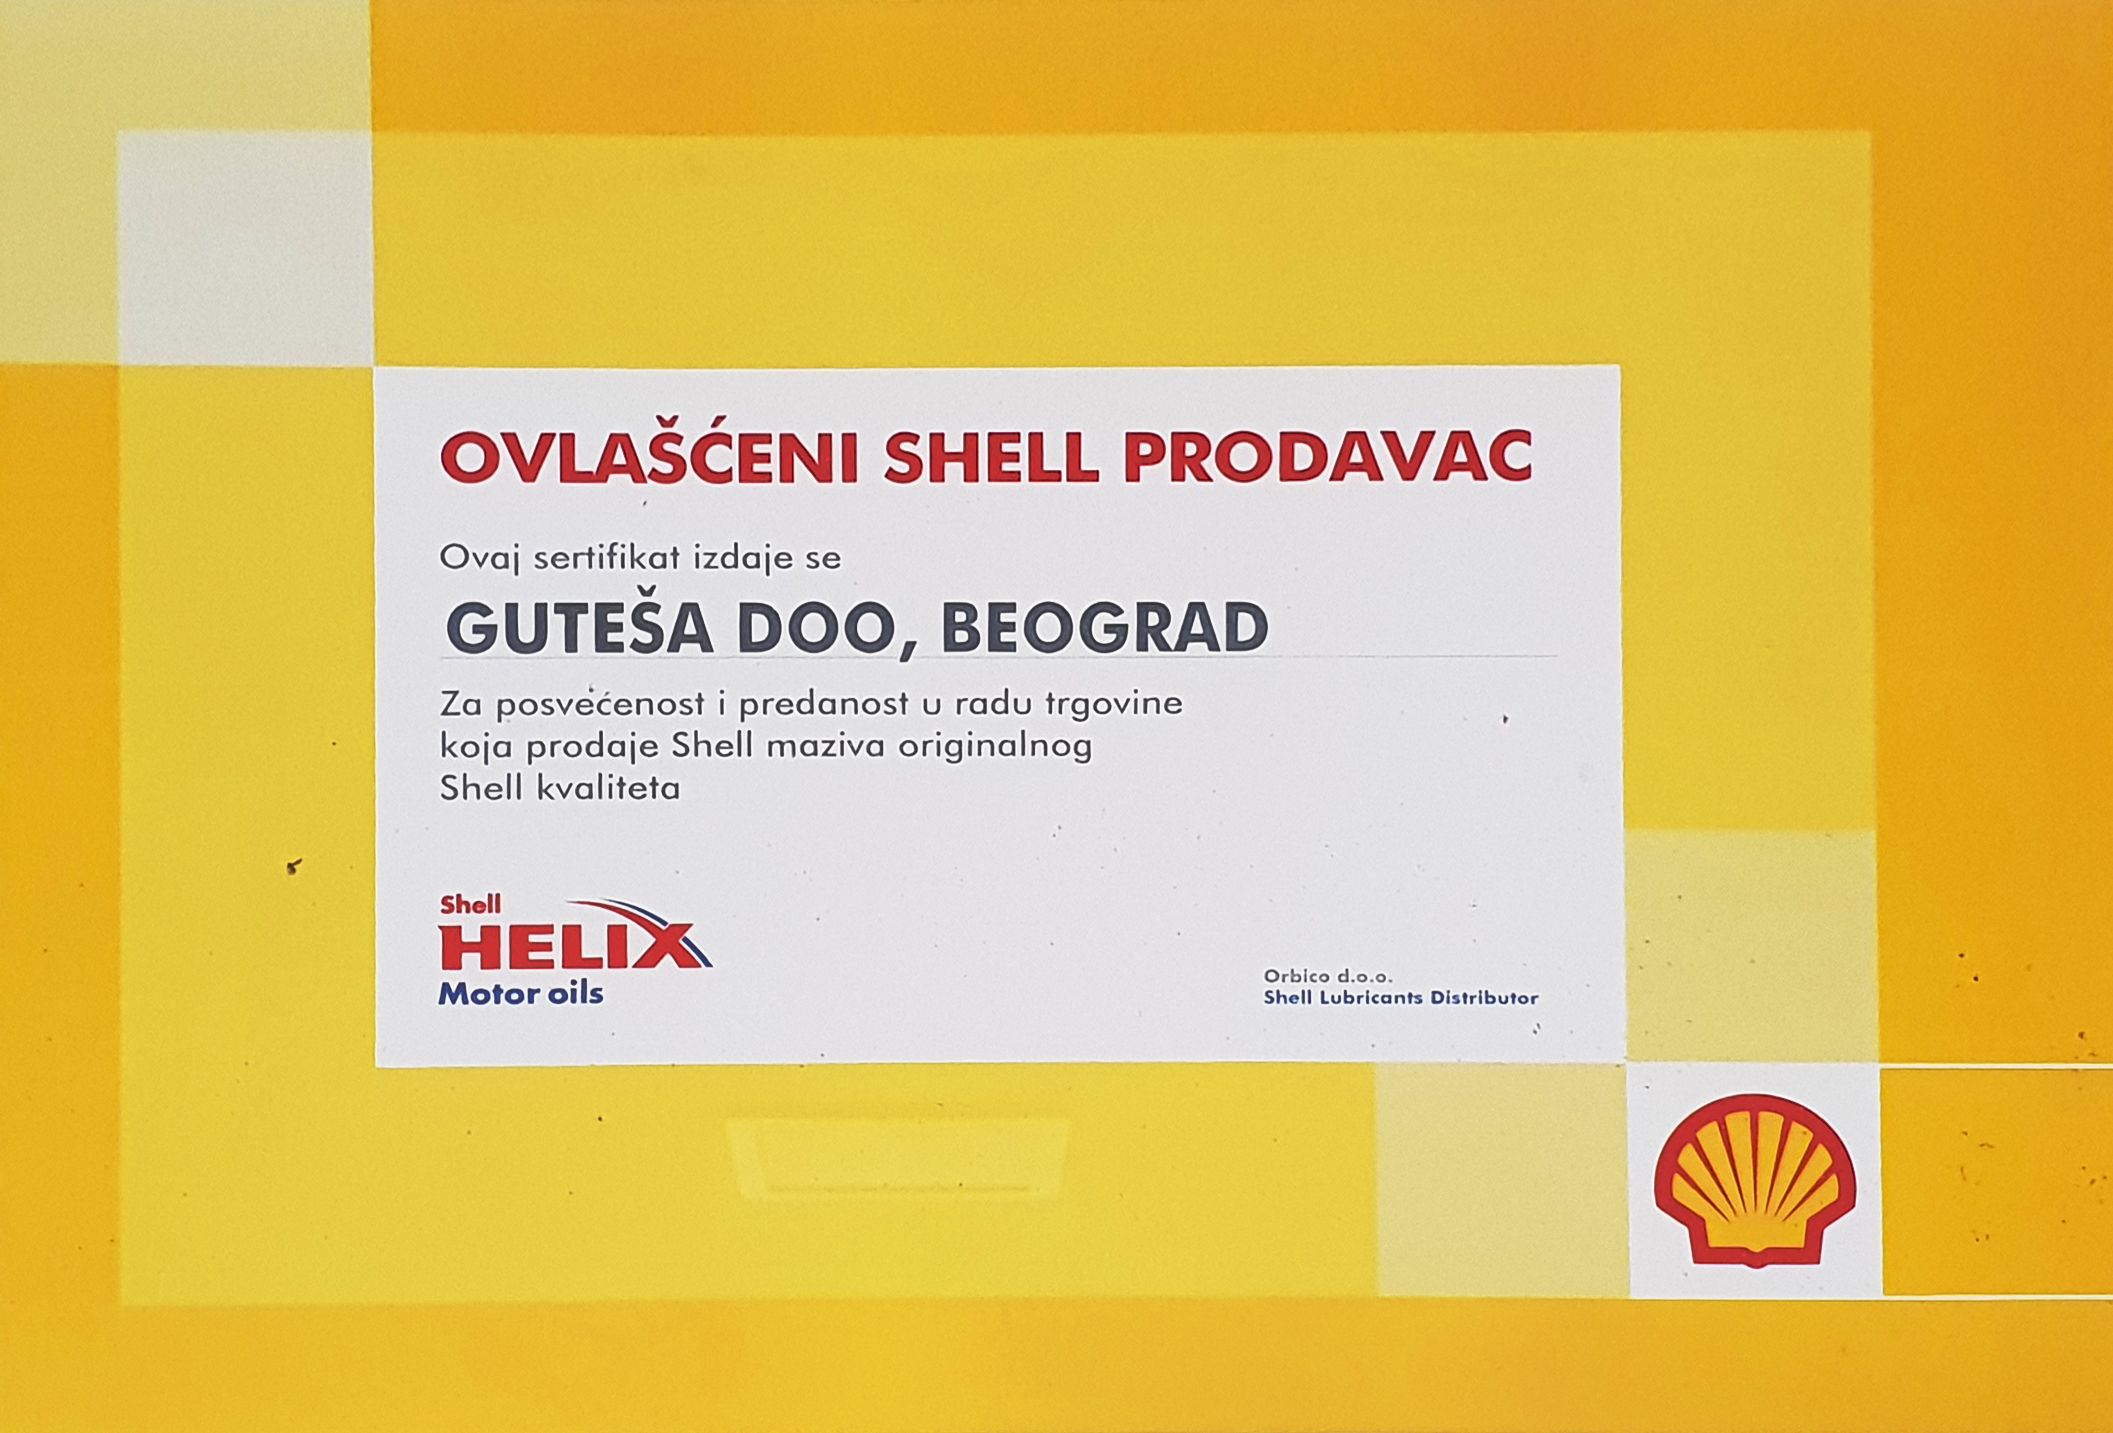 OVLAŠĆENI SHELL PRODAVAC
Ovaj sertifikat izdaje se
GUTEŠA DOO, BEOGRAD
Za posvećenost i predanost u radu trgovine
koja prodaje Shell maziva originalnog
Shell kvaliteta
Shell
HELIX
Motor oils
Orbico d.o.o.
Shell Lubricants Distributor